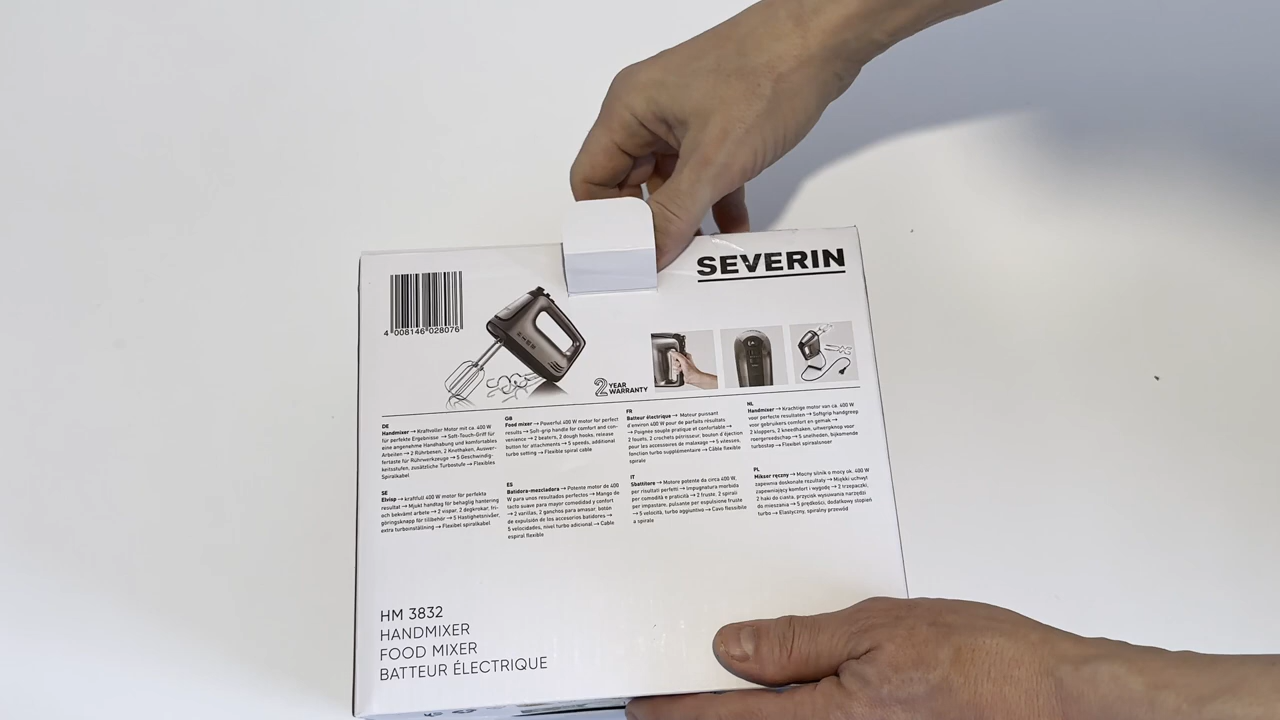 SEVERIN
4 008146 028076
2 YEAR
WARRANTY
DE
Handmixer → Kraftvoller Motor mit ca. 400 W
für perfekte Ergebnisse → Soft-Touch-Griff für
eine angenehme Handhabung und komfortables
Arbeiten → 2 Rührbesen, 2 Knethaken, Auswer-
fertaste für Rührwerkzeuge → 5 Geschwindig-
keitsstufen, zusätzliche Turbostufe → Flexibles
Spiralkabel
GB
Food mixer → Powerful 400 W motor for perfect
results → Soft-grip handle for comfort and con-
venience → 2 beaters, 2 dough hooks, release
button for attachments → 5 speeds, additional
turbo setting → Flexible spiral cable
FR
Batteur électrique → Moteur puissant
d'environ 400 W pour de parfaits résultats
→ Poignée souple pratique et confortable →
2 fouets, 2 crochets pétrisseur, bouton d'éjection
pour les accessoires de malaxage → 5 vitesses,
fonction turbo supplémentaire → Câble flexible
spirale
NL
Handmixer → Krachtige motor van ca. 400 W
voor perfecte resultaten → Softgrip handgreep
voor gebruikers comfort en gemak →
2 kloppers, 2 kneedhaken, uitwerpknop voor
roergereedschap → 5 snelheden, bijkomende
turbostop → Flexibel spiraalsnoer
SE
Elvisp → kraftfull 400 W motor för perfekta
resultat → Mjukt handtag för behaglig hantering
och bekvämt arbete → 2 vispar, 2 degkrokar, fri-
göringsknapp för tillbehör → 5 Hastighetsnivåer,
extra turboinställning → Flexibel spiralkabel
ES
Batidora-mezcladora → Potente motor de 400
W para unos resultados perfectos → Mango de
tacto suave para mayor comodidad y confort
→ 2 varillas, 2 ganchos para amasar, botón
de expulsión de los accesorios batidores →
5 velocidades, nivel turbo adicional → Cable
espiral flexible
IT
Sbattitore → Motore potente da circa 400 W.
per risultati perfetti → Impugnatura morbida
per comodità e praticità → 2 fruste, 2 spirali
per impastare, pulsante per espulsione fruste
→ 5 velocità, turbo aggiuntivo → Cavo flessibile
a spirale
PL
Mikser ręczny → Mocny silnik o mocy ok. 400 W
zapewnia doskonałe rezultaty → Miękki uchwyt
zapewniający komfort i wygodę → 2 trzepaczki,
2 haki do ciasta, przycisk wysuwania narzędzi
do mieszania → 5 prędkości, dodatkowy stopień
turbo → Elastyczny, spiralny przewód
HM 3832
HANDMIXER
FOOD MIXER
BATTEUR ÉLECTRIQUE